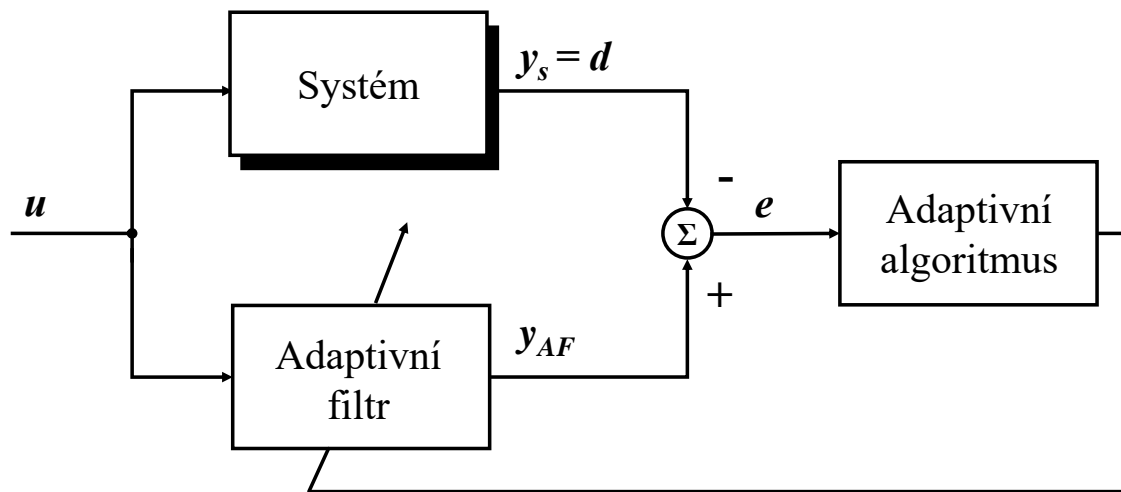 Systém
y_s = d
u
-
Σ
e
Adaptivní
algoritmus
+
Adaptivní
filtr
y_AF